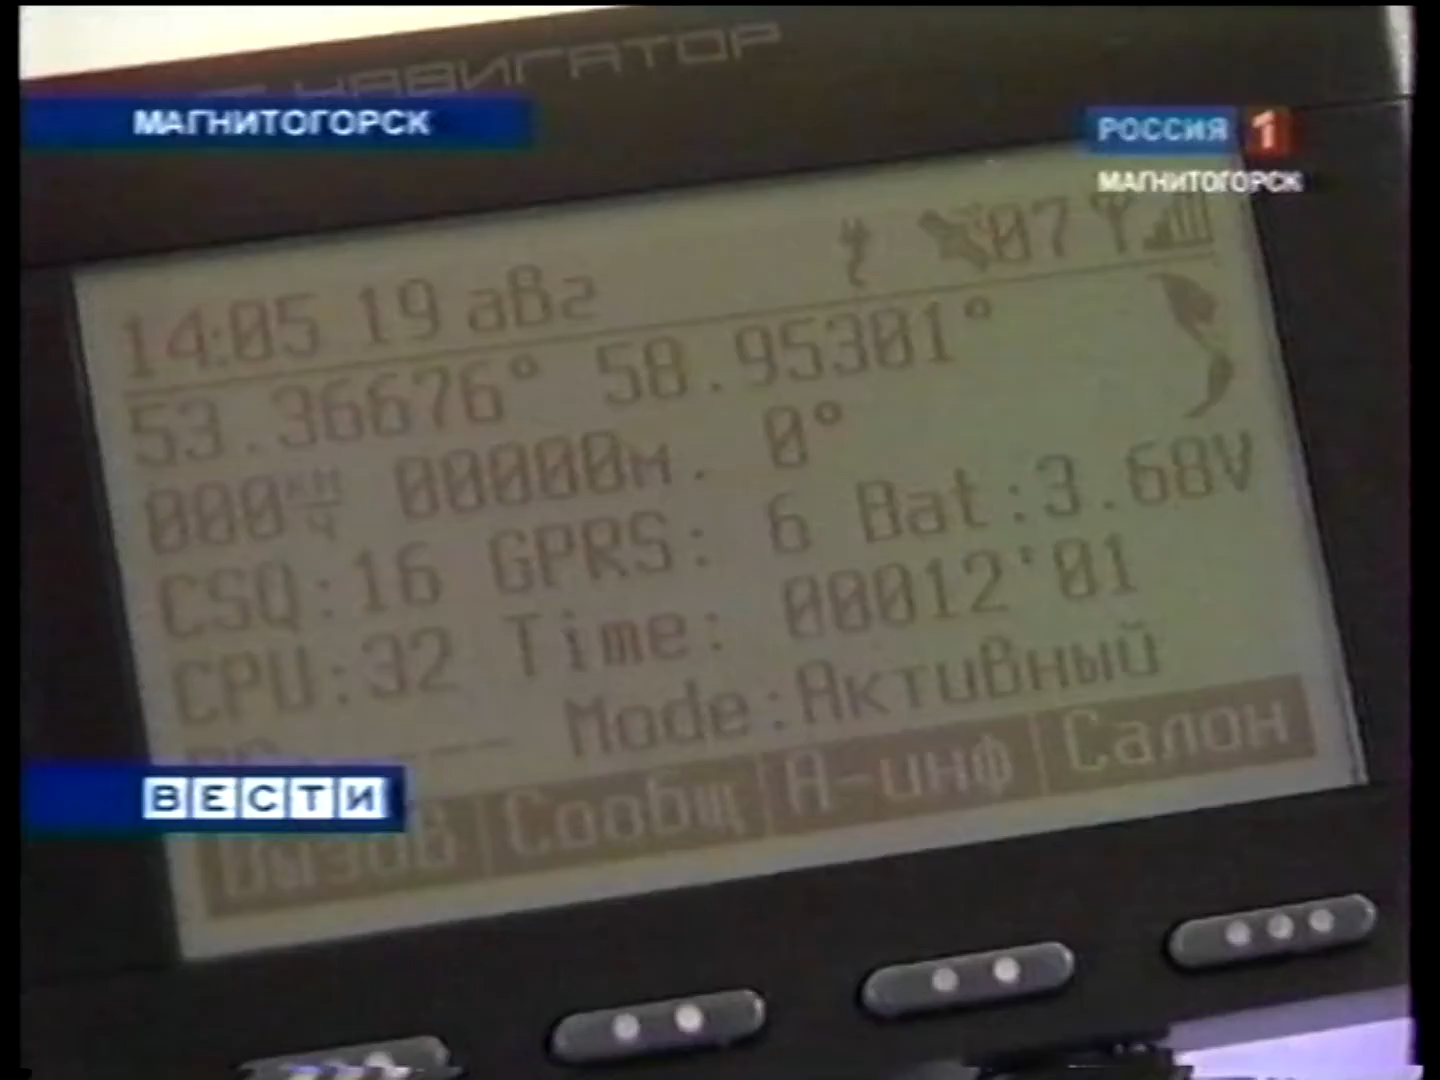 НАВИГАТОР
МАГНИТОГОРСК
РОССИЯ 1
МАГНИТОГОРСК
07
14:05 19 авг
53.36676° 58.95301°
000 км/ч 00000м. 0°
CSQ:16 GPRS: 6 Bat:3.68V
CPU:32 Time: 00012'01
--- Mode:Активный
ВЕСТИ
Вызов Сообщ А-инф Салон